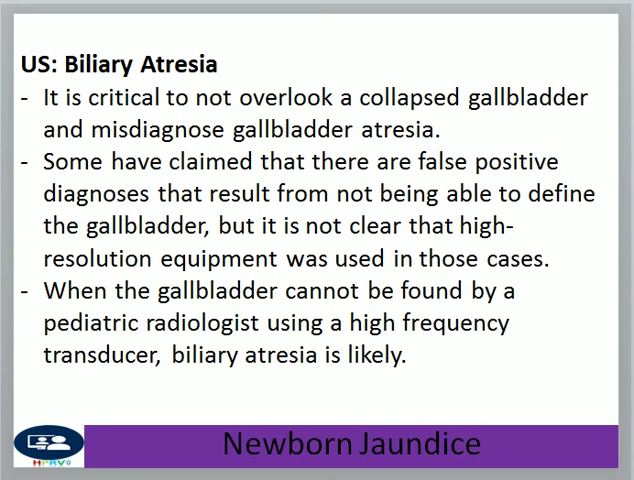 US: Biliary Atresia
- It is critical to not overlook a collapsed gallbladder
and misdiagnose gallbladder atresia.
- Some have claimed that there are false positive
diagnoses that result from not being able to define
the gallbladder, but it is not clear that high-
resolution equipment was used in those cases.
- When the gallbladder cannot be found by a
pediatric radiologist using a high frequency
transducer, biliary atresia is likely.
Newborn Jaundice